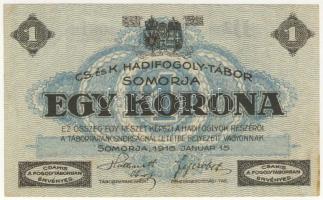 1 1
CS. ÉS K. HADIFOGOLY-TÁBOR
SOMORJA
EGY KORONA
EZ ÖSSZEG EGY RÉSZÉT KÉPEZI A HADIFOGLYOK RÉSZÉRŐL
A TÁBORPARANCSNOKSÁGNÁL LETÉTBE HELYEZETT VAGYONNAK.
SOMORJA, 1916. JANUÁR 15.
CSAKIS
A FOGOLYTÁBORBAN
ÉRVÉNYES
CSAKIS
A FOGOLYTÁBORBAN
ÉRVÉNYES